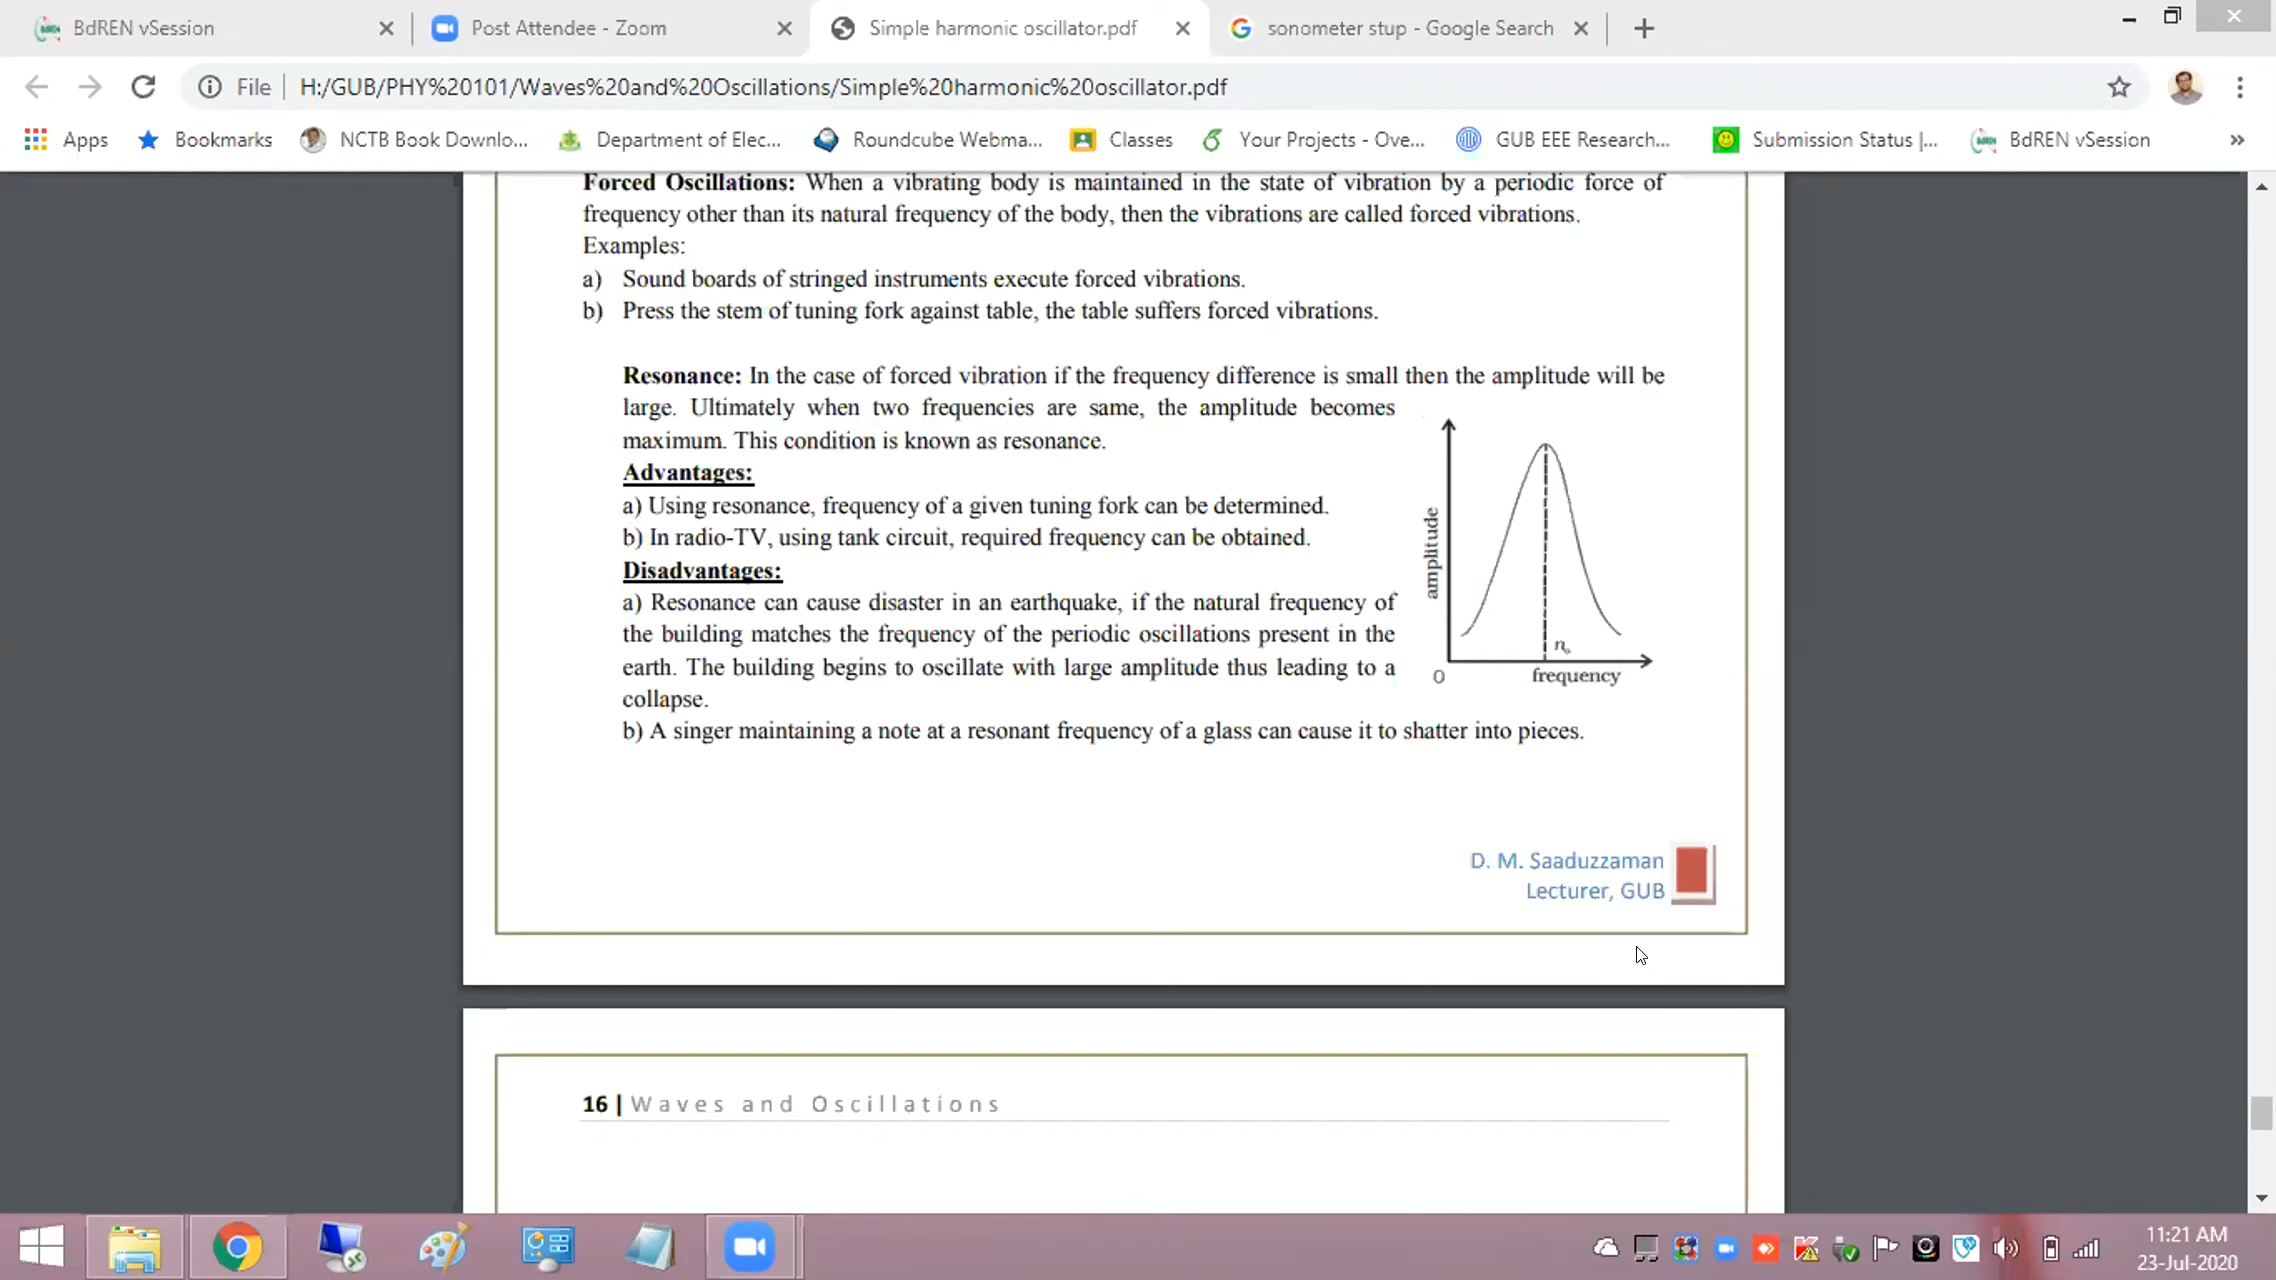 BdREN vSession
Post Attendee - Zoom
Simple harmonic oscillator.pdf
sonometer stup - Google Search
File
H:/GUB/PHY%20101/Waves%20and%20Oscillations/Simple%20harmonic%20oscillator.pdf
Apps
Bookmarks
NCTB Book Downlo...
Department of Elec...
Roundcube Webma...
Classes
Your Projects - Ove...
GUB EEE Research...
Submission Status |...
BdREN vSession
»
Forced Oscillations: When a vibrating body is maintained in the state of vibration by a periodic force of
frequency other than its natural frequency of the body, then the vibrations are called forced vibrations.
Examples:
a) Sound boards of stringed instruments execute forced vibrations.
b) Press the stem of tuning fork against table, the table suffers forced vibrations.
Resonance: In the case of forced vibration if the frequency difference is small then the amplitude will be
large. Ultimately when two frequencies are same, the amplitude becomes
maximum. This condition is known as resonance.
Advantages:
a) Using resonance, frequency of a given tuning fork can be determined.
b) In radio-TV, using tank circuit, required frequency can be obtained.
Disadvantages:
a) Resonance can cause disaster in an earthquake, if the natural frequency of
the building matches the frequency of the periodic oscillations present in the
earth. The building begins to oscillate with large amplitude thus leading to a
collapse.
b) A singer maintaining a note at a resonant frequency of a glass can cause it to shatter into pieces.
amplitude
n₀
O
frequency
D. M. Saaduzzaman
Lecturer, GUB
16 | Waves and Oscillations
11:21 AM
23-Jul-2020